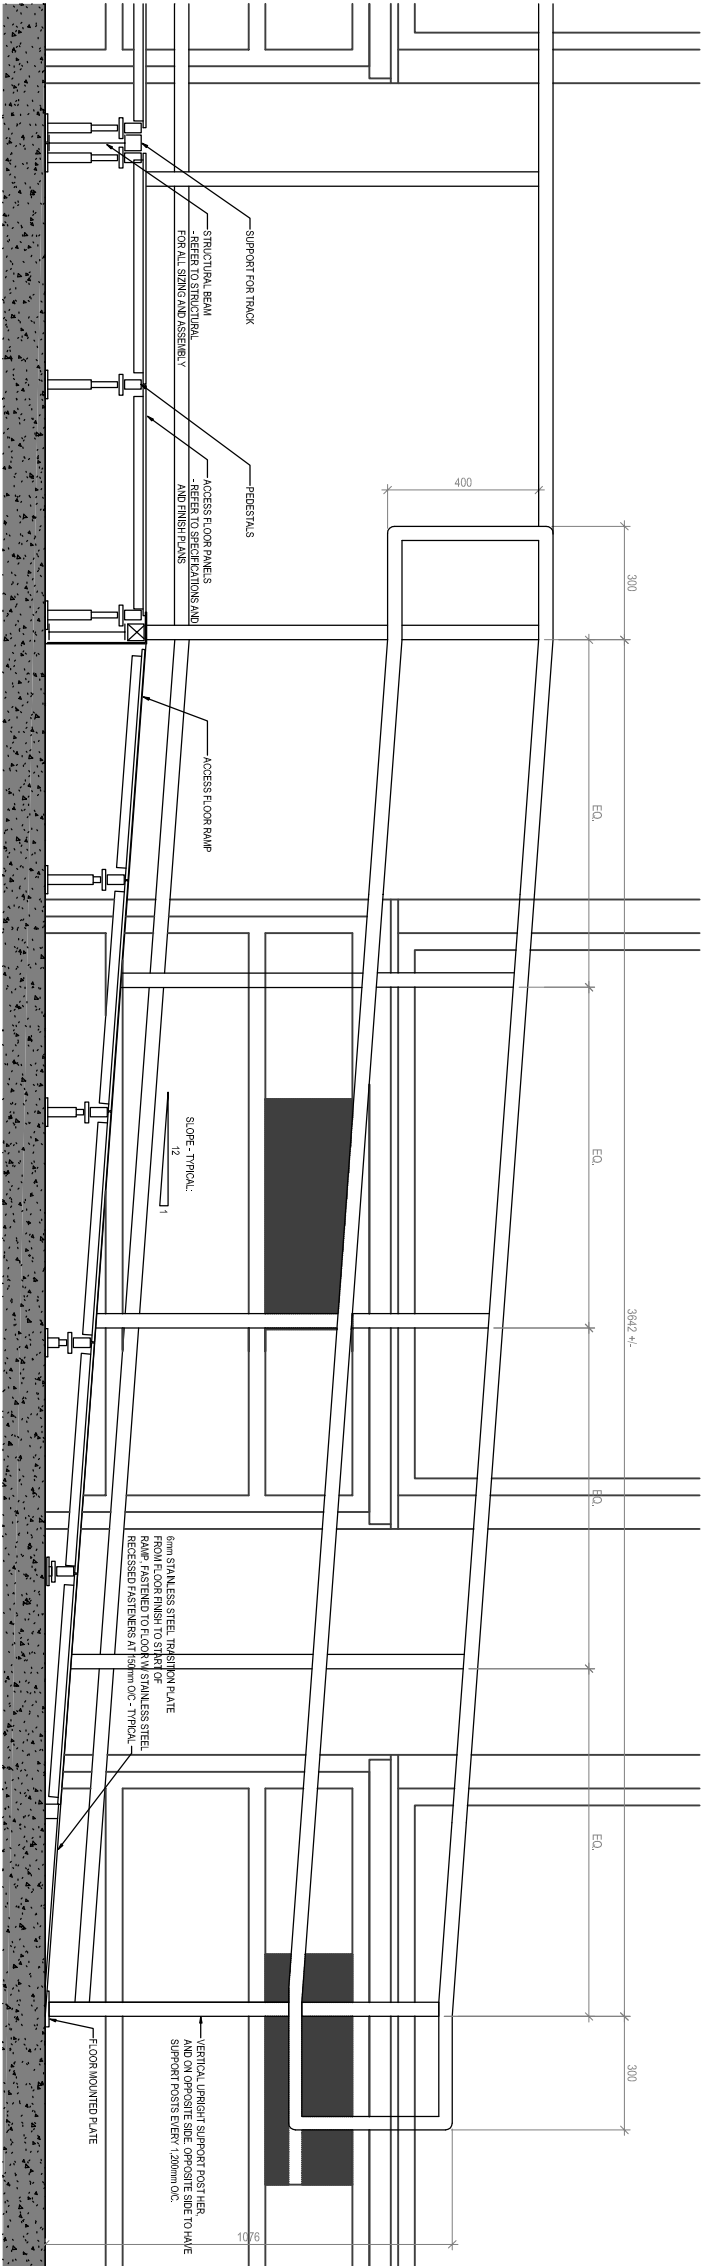 SUPPORT FOR TRACK
STRUCTURAL BEAM
- REFER TO STRUCTURAL
FOR ALL SIZING AND ASSEMBLY
PEDESTALS
ACCESS FLOOR PANELS
- REFER TO SPECIFICATIONS AND
AND FINISH PLANS
400
300
ACCESS FLOOR RAMP
EQ.
EQ.
SLOPE - TYPICAL:
12
1
3642 +/-
EQ.
6mm STAINLESS STEEL TRASITION PLATE
FROM FLOOR FINISH TO START OF
RAMP. FASTENED TO FLOOR W/ STAINLESS STEEL
RECESSED FASTENERS AT 150mm O/C - TYPICAL
EQ.
300
VERTICAL UPRIGHT SUPPORT POST HER,
AND ON OPPOSITE SIDE. OPPOSITE SIDE TO HAVE
SUPPORT POSTS EVERY 1,200mm O/C.
FLOOR MOUNTED PLATE
1076